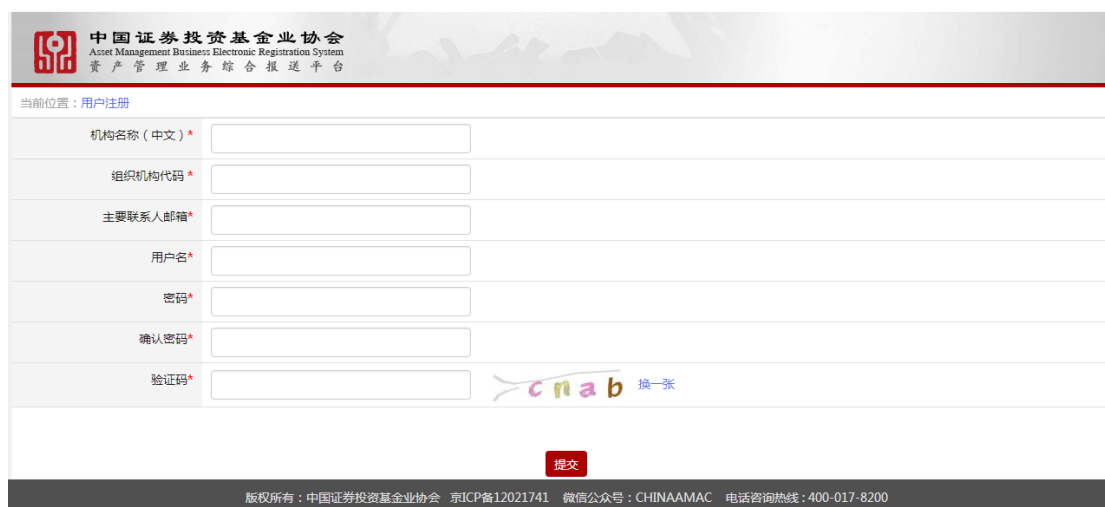 中国证券投资基金业协会
Asset Management Business Electronic Registration System
资产管理业务综合报送平台
当前位置：用户注册
机构名称（中文）*
组织机构代码 *
主要联系人邮箱*
用户名*
密码*
确认密码*
验证码* cnab 换一张
提交
版权所有：中国证券投资基金业协会 京ICP备12021741 微信公众号：CHINAAMAC 电话咨询热线：400-017-8200